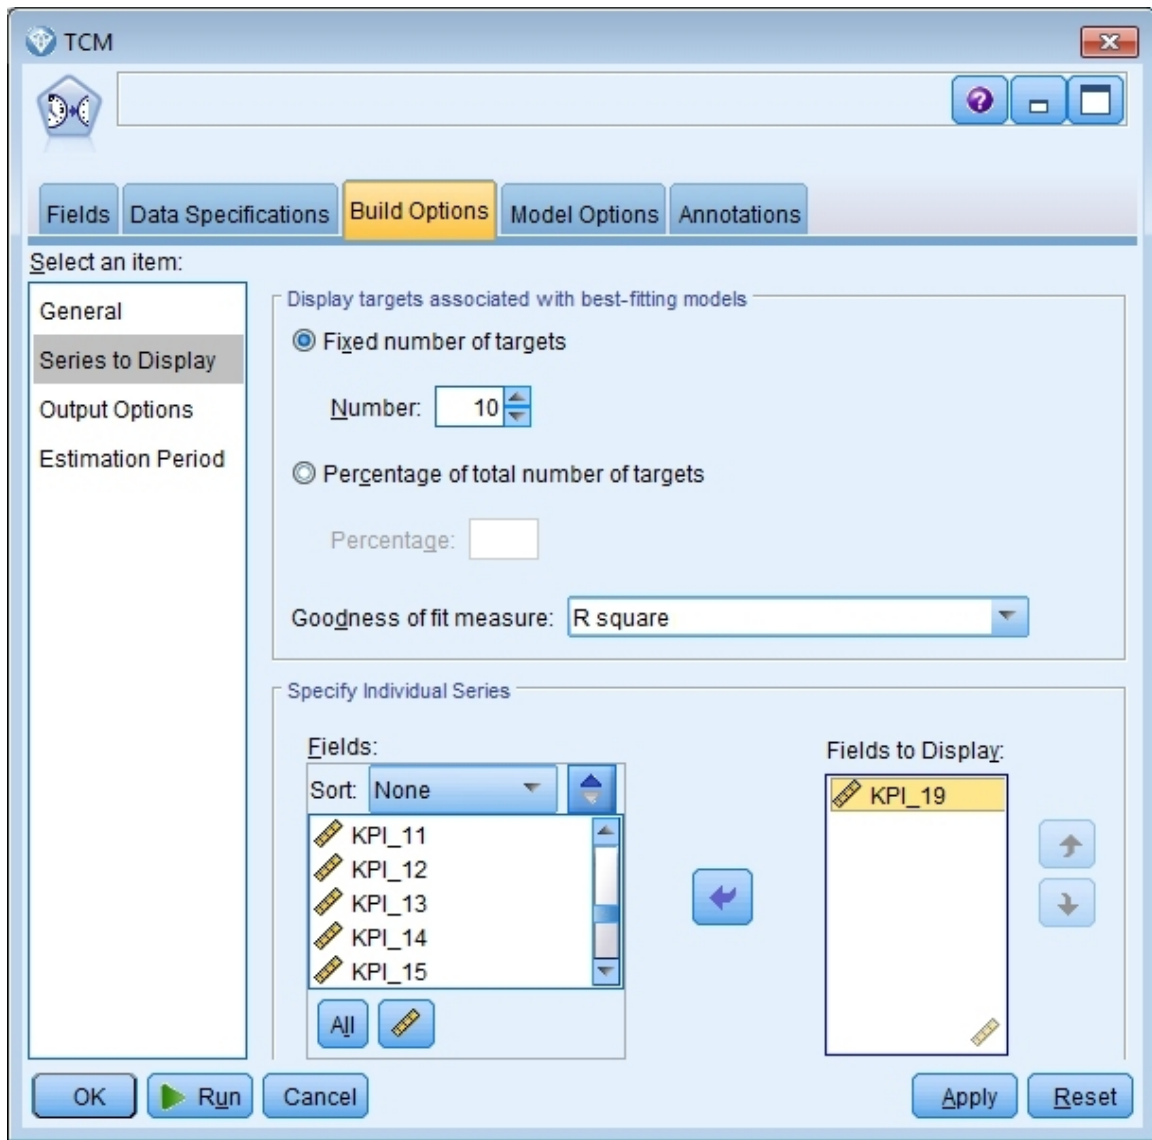 TCM
Fields Data Specifications Build Options Model Options Annotations
Select an item:
General
Series to Display
Output Options
Estimation Period
Display targets associated with best-fitting models
Fixed number of targets
Number: 10
Percentage of total number of targets
Percentage:
Goodness of fit measure: R square
Specify Individual Series
Fields:
Sort: None
KPI_11
KPI_12
KPI_13
KPI_14
KPI_15
All
Fields to Display:
KPI_19
OK Run Cancel Apply Reset